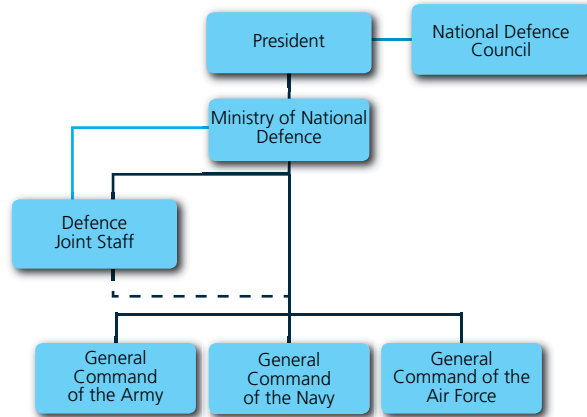 President
National Defence
Council
Ministry of National
Defence
Defence
Joint Staff
General
Command
of the Army
General
Command
of the Navy
General
Command of the
Air Force